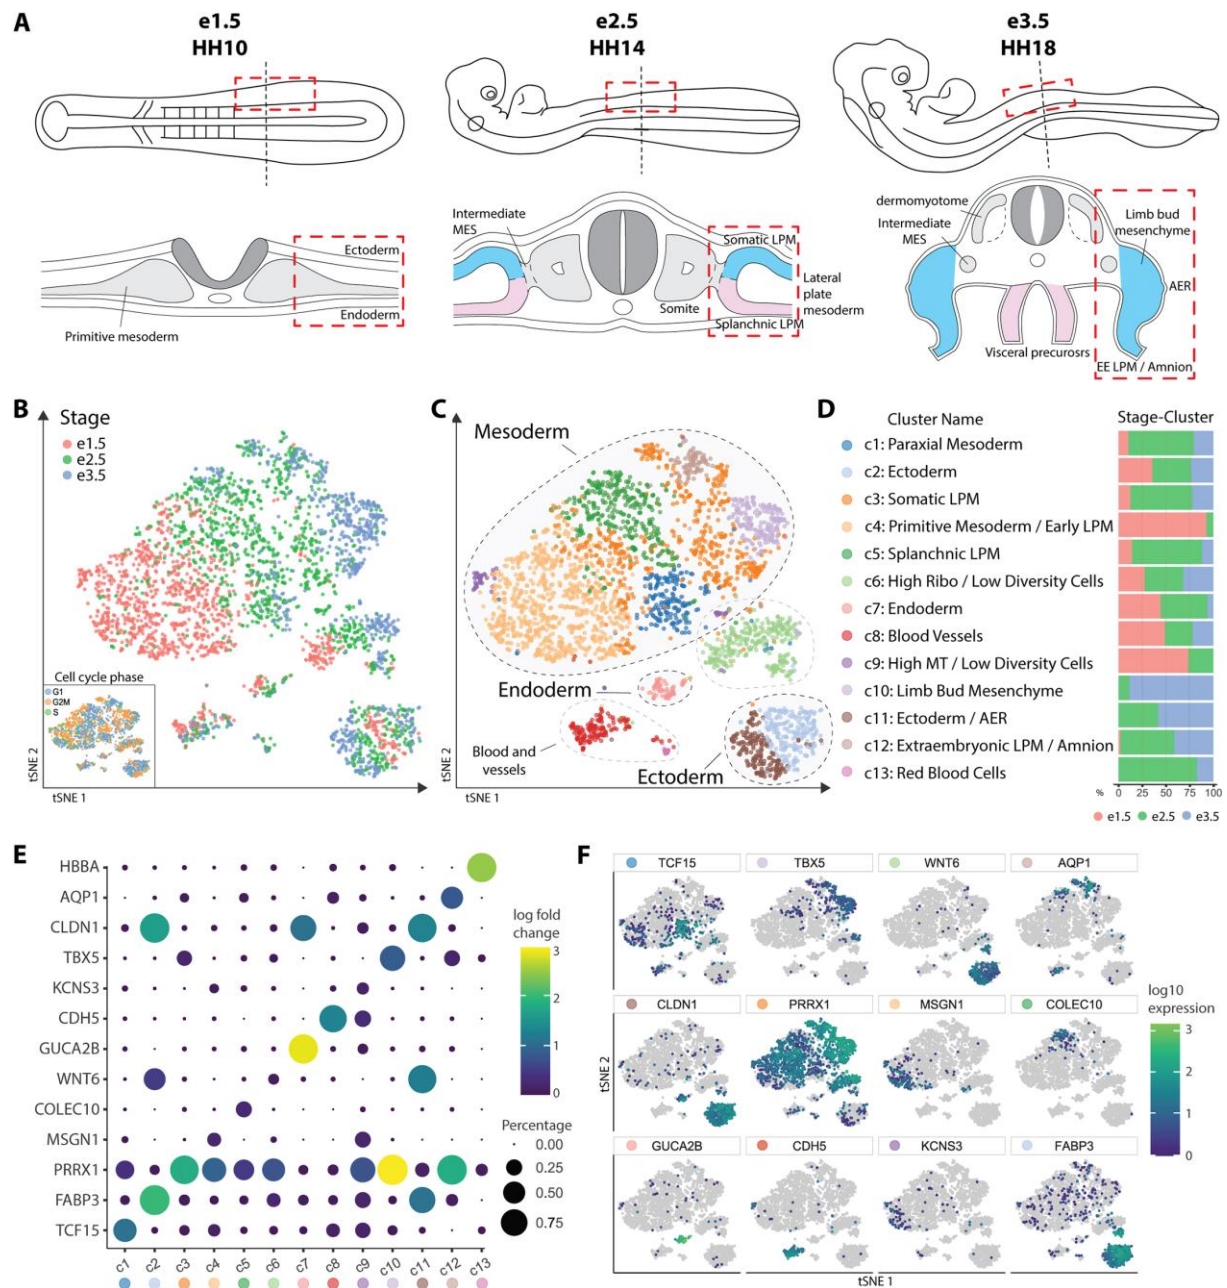 A
e1.5
HH10
e2.5
HH14
e3.5
HH18
Ectoderm
Endoderm
Primitive mesoderm
Intermediate
MES
Somatic LPM
Lateral
plate
mesoderm
Somite
Splanchnic LPM
dermomyotome
Intermediate
MES
Limb bud
mesenchyme
AER
Visceral precurosrs
EE LPM / Amnion
B
Stage
e1.5
e2.5
e3.5
Cell cycle phase
G1
G2M
S
tSNE 2
tSNE 1
C
Mesoderm
Endoderm
Blood and
vessels
Ectoderm
tSNE 2
tSNE 1
D
Cluster Name
Stage-Cluster
c1: Paraxial Mesoderm
c2: Ectoderm
c3: Somatic LPM
c4: Primitive Mesoderm / Early LPM
c5: Splanchnic LPM
c6: High Ribo / Low Diversity Cells
c7: Endoderm
c8: Blood Vessels
c9: High MT / Low Diversity Cells
c10: Limb Bud Mesenchyme
c11: Ectoderm / AER
c12: Extraembryonic LPM / Amnion
c13: Red Blood Cells
% 0 25 50 75 100
e1.5 e2.5 e3.5
E
HBBA
AQP1
CLDN1
TBX5
KCNS3
CDH5
GUCA2B
WNT6
COLEC10
MSGN1
PRRX1
FABP3
TCF15
c1 c2 c3 c4 c5 c6 c7 c8 c9 c10 c11 c12 c13
log fold
change
3
2
1
0
Percentage
0.00
0.25
0.50
0.75
F
TCF15 TBX5 WNT6 AQP1
CLDN1 PRRX1 MSGN1 COLEC10
GUCA2B CDH5 KCNS3 FABP3
tSNE 2
tSNE 1
log10
expression
3
2
1
0